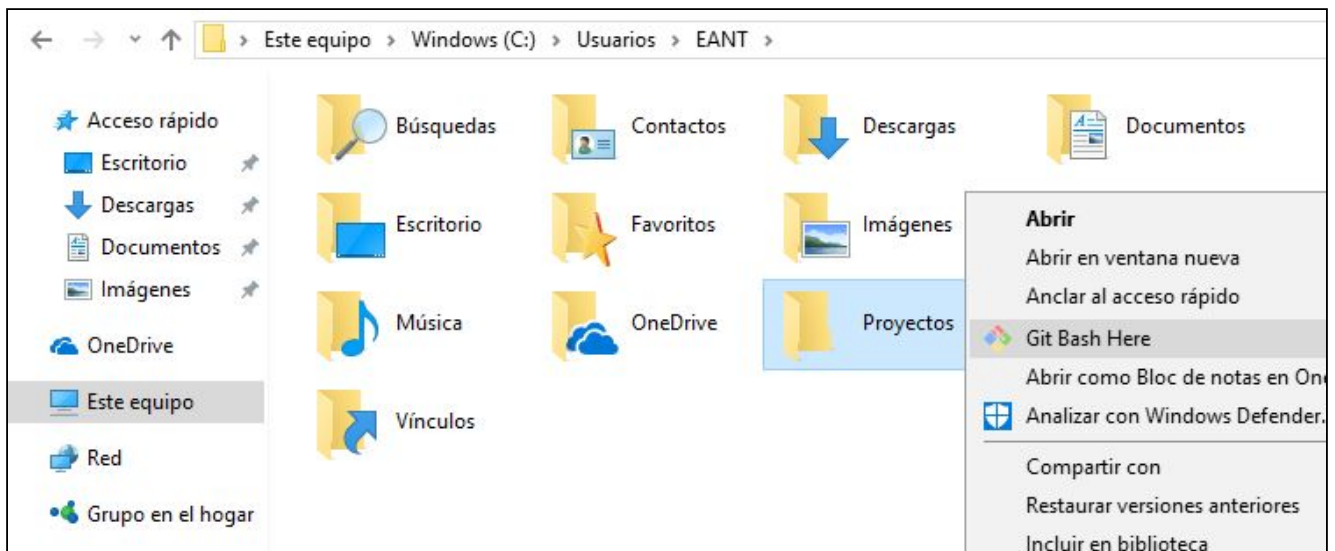 Este equipo > Windows (C:) > Usuarios > EANT >
Acceso rápido
Escritorio
Descargas
Documentos
Imágenes
OneDrive
Este equipo
Red
Grupo en el hogar
Búsquedas
Contactos
Descargas
Documentos
Escritorio
Favoritos
Imágenes
Música
OneDrive
Proyectos
Vínculos
Abrir
Abrir en ventana nueva
Anclar al acceso rápido
Git Bash Here
Abrir como Bloc de notas en On
Analizar con Windows Defender.
Compartir con
Restaurar versiones anteriores
Incluir en biblioteca